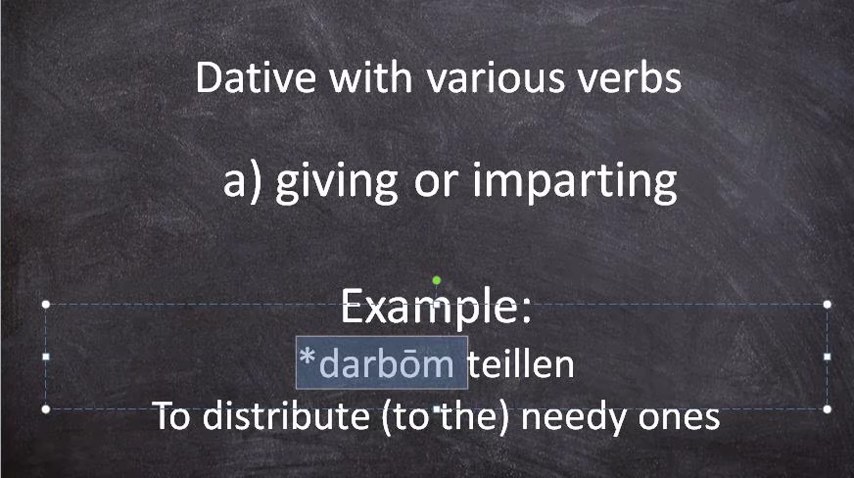 Dative with various verbs
a) giving or imparting
Example:
*darbōm teillen
To distribute (to the) needy ones